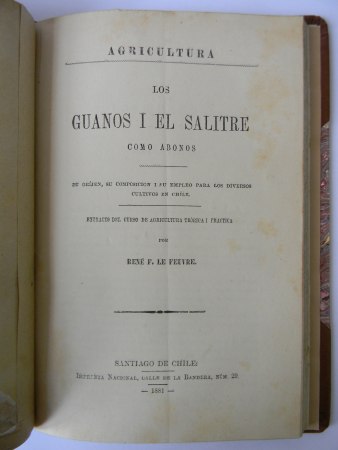 AGRICULTURA
LOS
GUANOS I EL SALITRE
COMO ABONOS
SU ORÍJEN, SU COMPOSICION I SU EMPLEO PARA LOS DIVERSOS
CULTIVOS EN CHILE.
EXTRACTO DEL CURSO DE AGRICULTURA TEÓRICA I PRÁCTICA
POR
RENÉ F. LE FEUVRE.
SANTIAGO DE CHILE:
IMPRENTA NACIONAL, CALLE DE LA BANDERA, NÚM. 29
— 1881 —